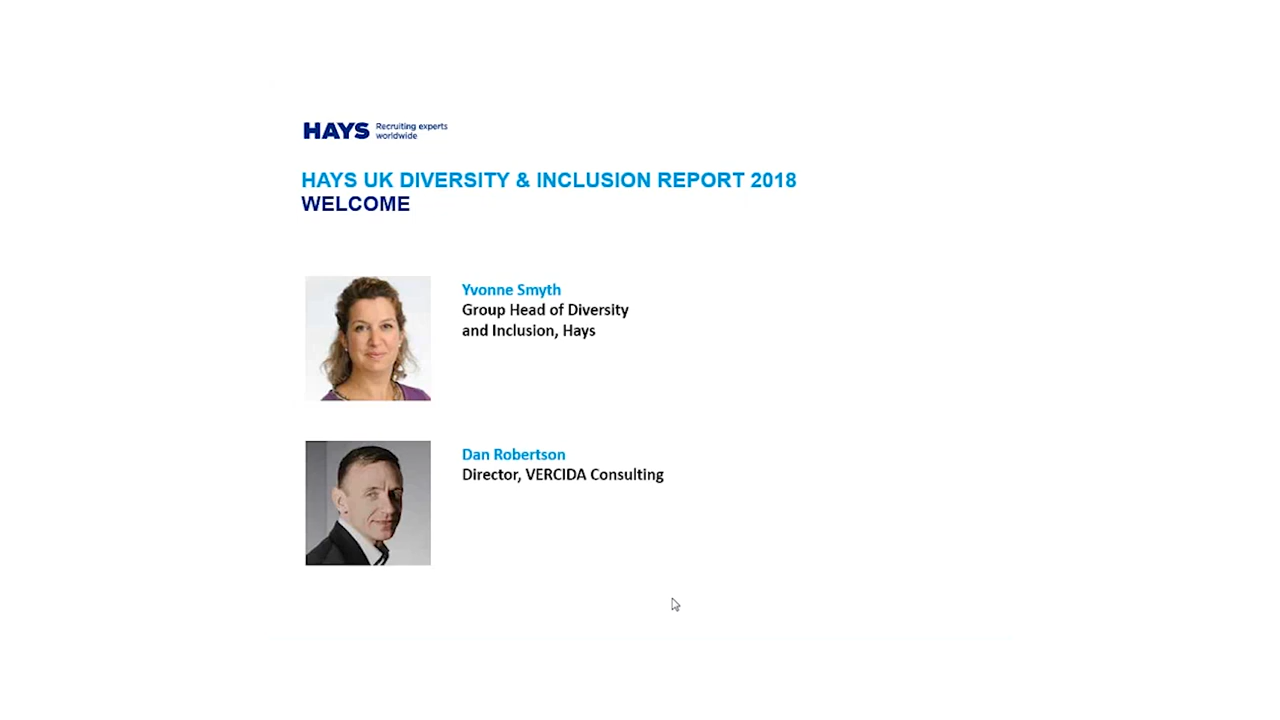 HAYS Recruiting experts
worldwide
HAYS UK DIVERSITY & INCLUSION REPORT 2018
WELCOME
Yvonne Smyth
Group Head of Diversity
and Inclusion, Hays
Dan Robertson
Director, VERCIDA Consulting